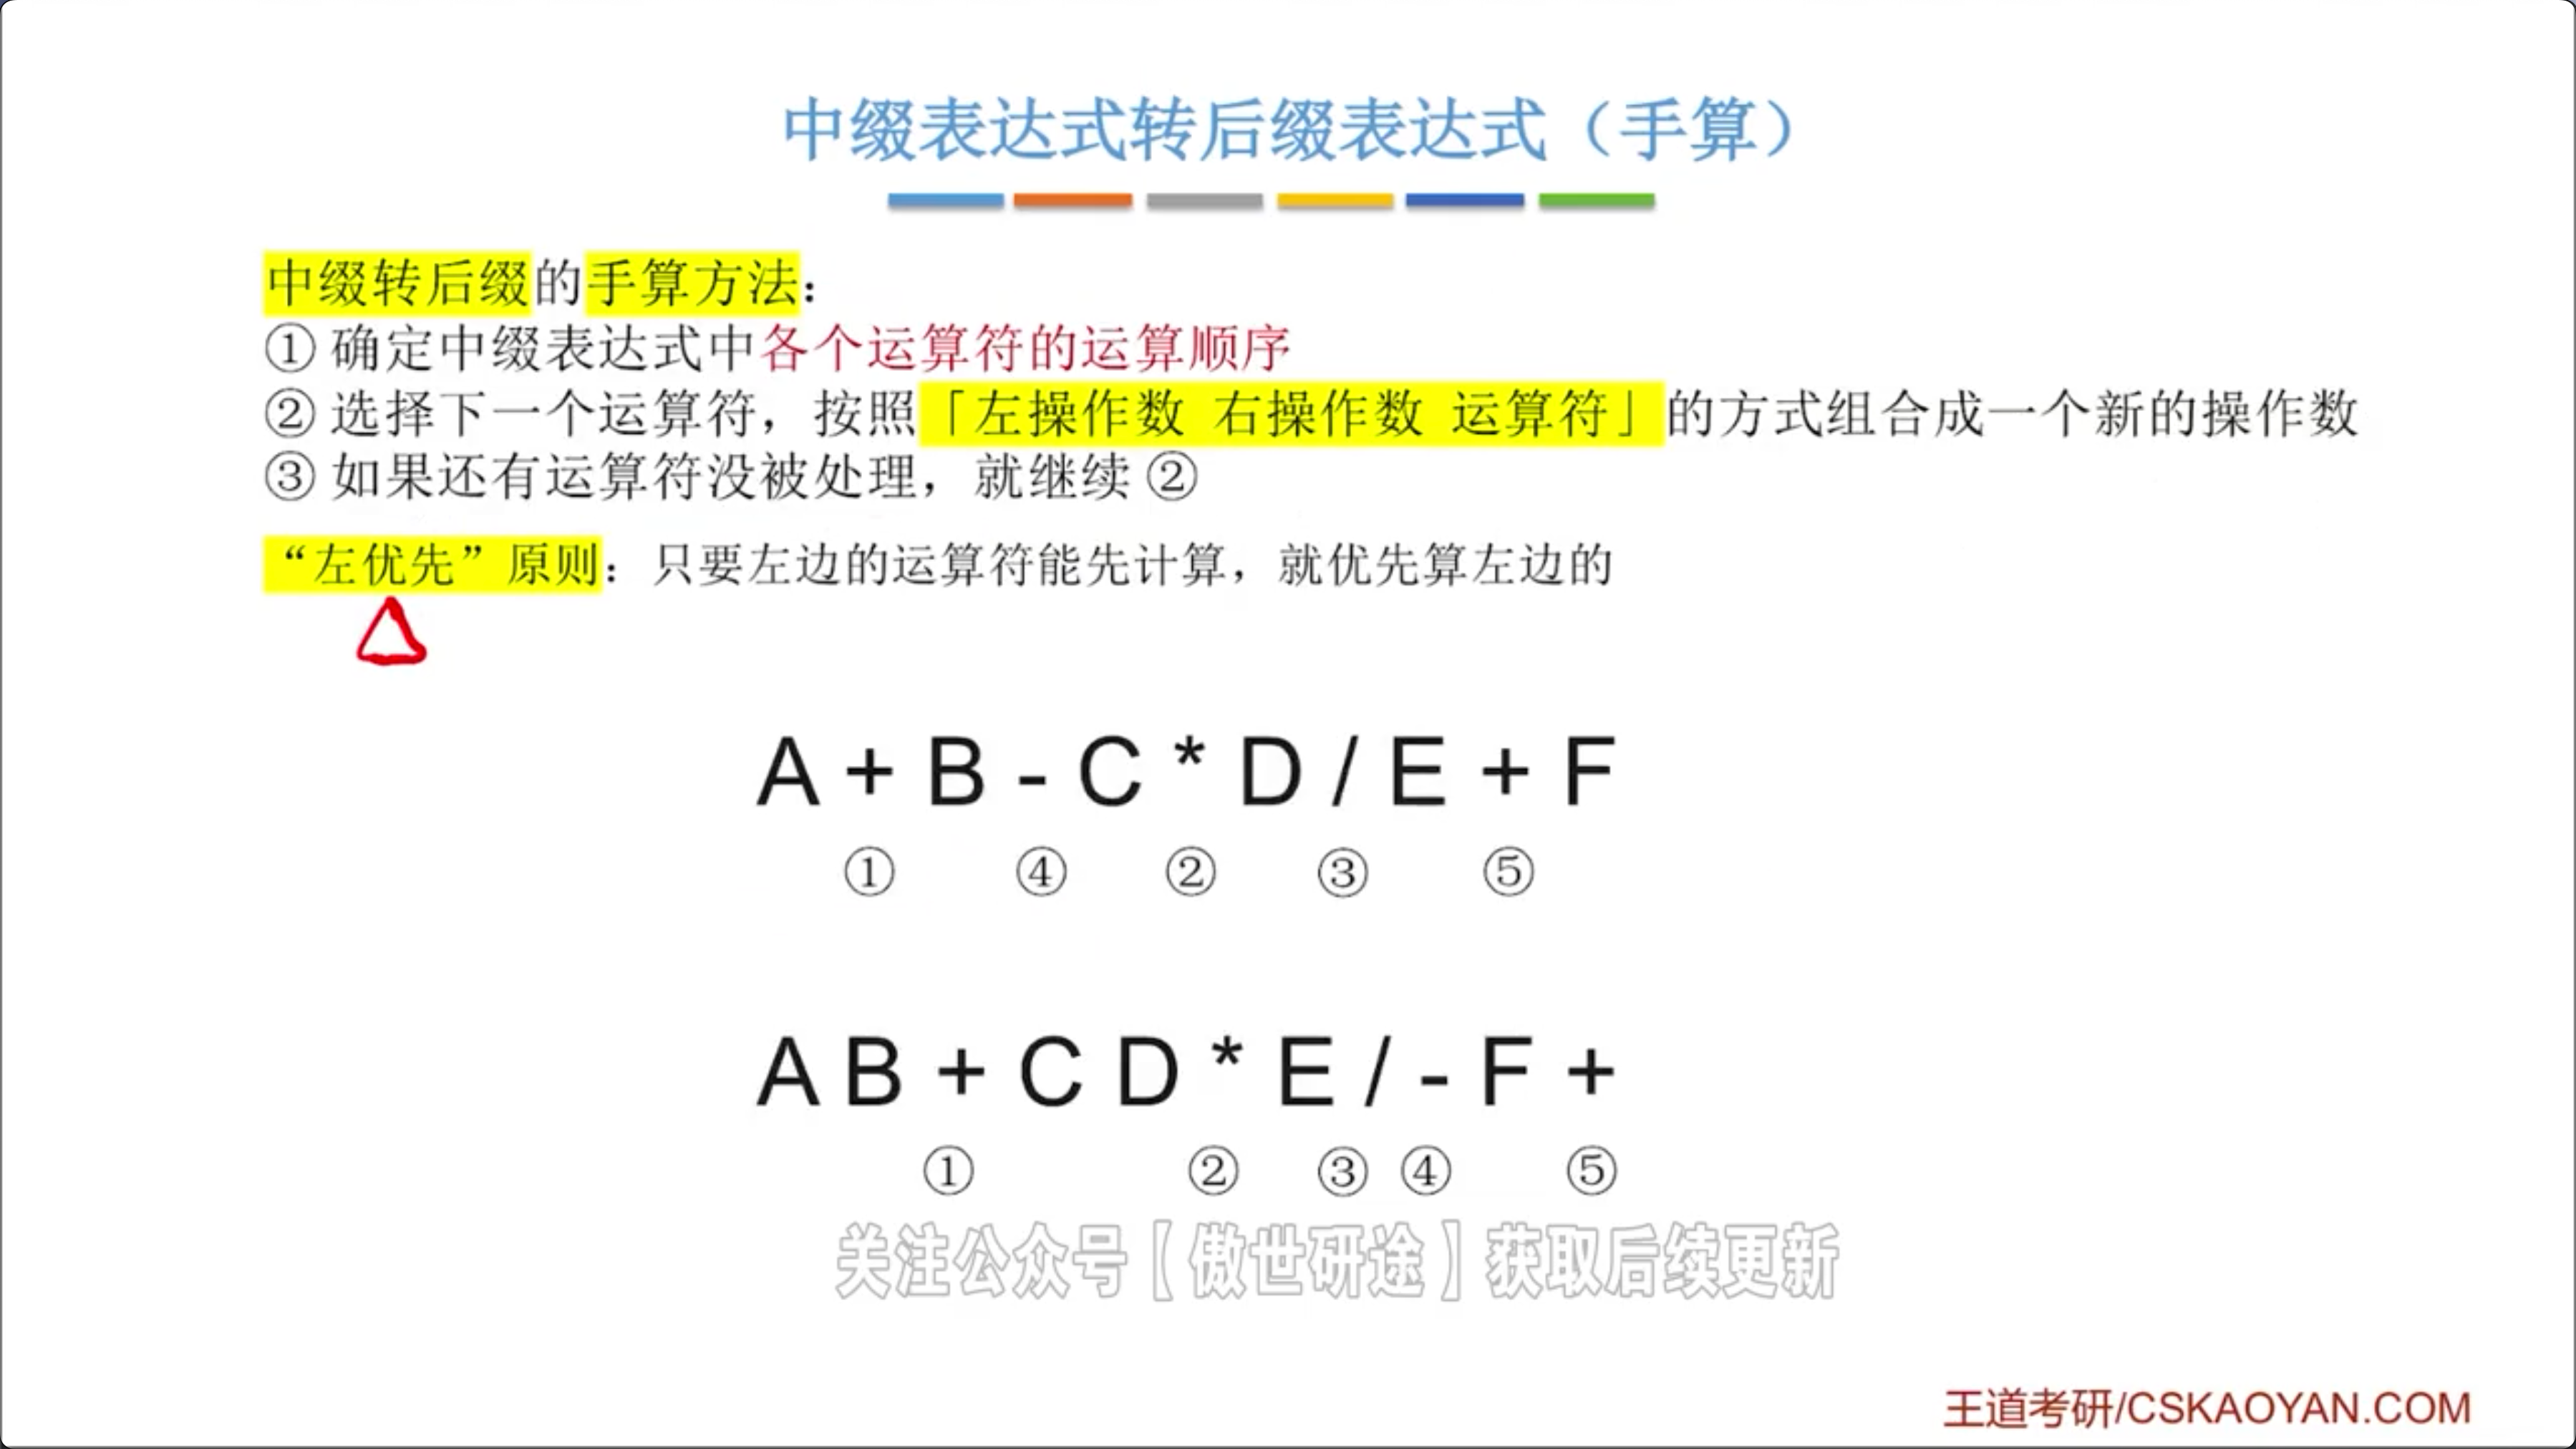 中缀表达式转后缀表达式（手算）
中缀转后缀的手算方法：
① 确定中缀表达式中各个运算符的运算顺序
② 选择下一个运算符，按照「左操作数 右操作数 运算符」的方式组合成一个新的操作数
③ 如果还有运算符没被处理，就继续 ②
“左优先”原则：只要左边的运算符能先计算，就优先算左边的
A + B - C * D / E + F
① ④ ② ③ ⑤
A B + C D * E / - F +
① ② ③ ④ ⑤
关注公众号【傲世研途】获取后续更新
王道考研/CSKAOYAN.COM